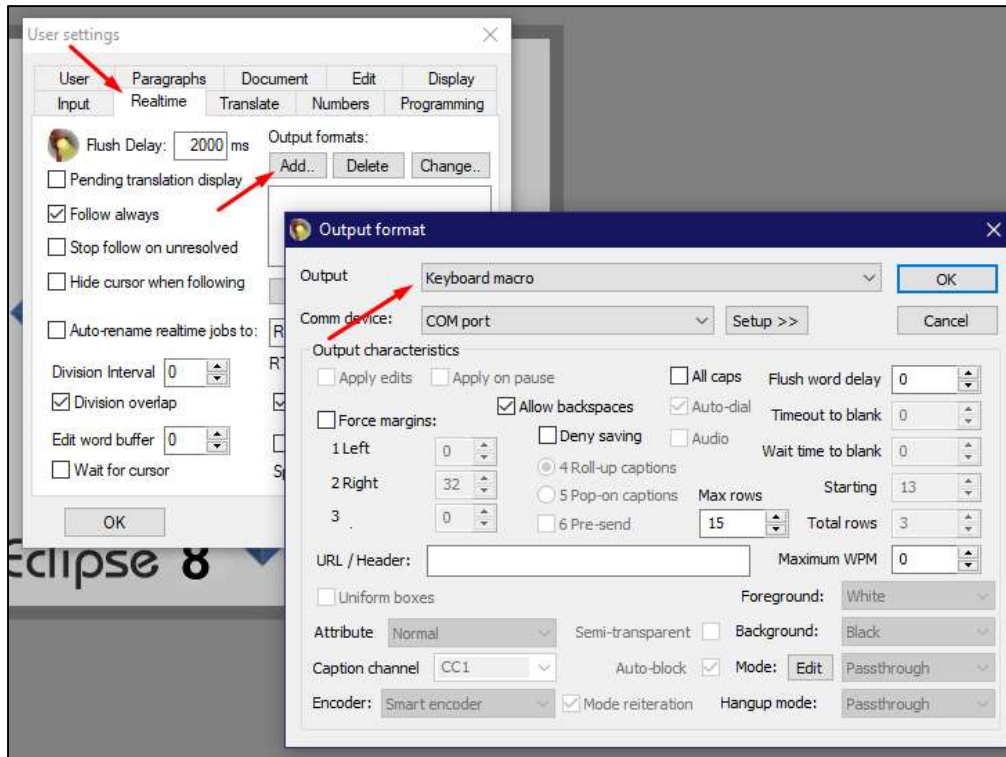 User settings
User Paragraphs Document Edit Display
Input Realtime Translate Numbers Programming
Flush Delay: 2000 ms
Output formats:
Add.. Delete Change..
Pending translation display
Follow always
Stop follow on unresolved
Hide cursor when following
Auto-rename realtime jobs to:
Division Interval 0
Division overlap
Edit word buffer 0
Wait for cursor
OK
Eclipse 8
Output format
Output Keyboard macro OK
Comm device: COM port Setup >> Cancel
Output characteristics
Apply edits Apply on pause All caps Flush word delay 0
Force margins: Allow backspaces Auto-dial Timeout to blank 0
Deny saving Audio
1 Left 0 Wait time to blank 0
4 Roll-up captions
2 Right 32 Starting 13
5 Pop-on captions Max rows
3 . 0 6 Pre-send 15 Total rows 3
URL / Header: Maximum WPM 0
Uniform boxes Foreground: White
Attribute Normal Semi-transparent Background: Black
Caption channel CC1 Auto-block Mode: Edit Passthrough
Encoder: Smart encoder Mode reiteration Hangup mode: Passthrough